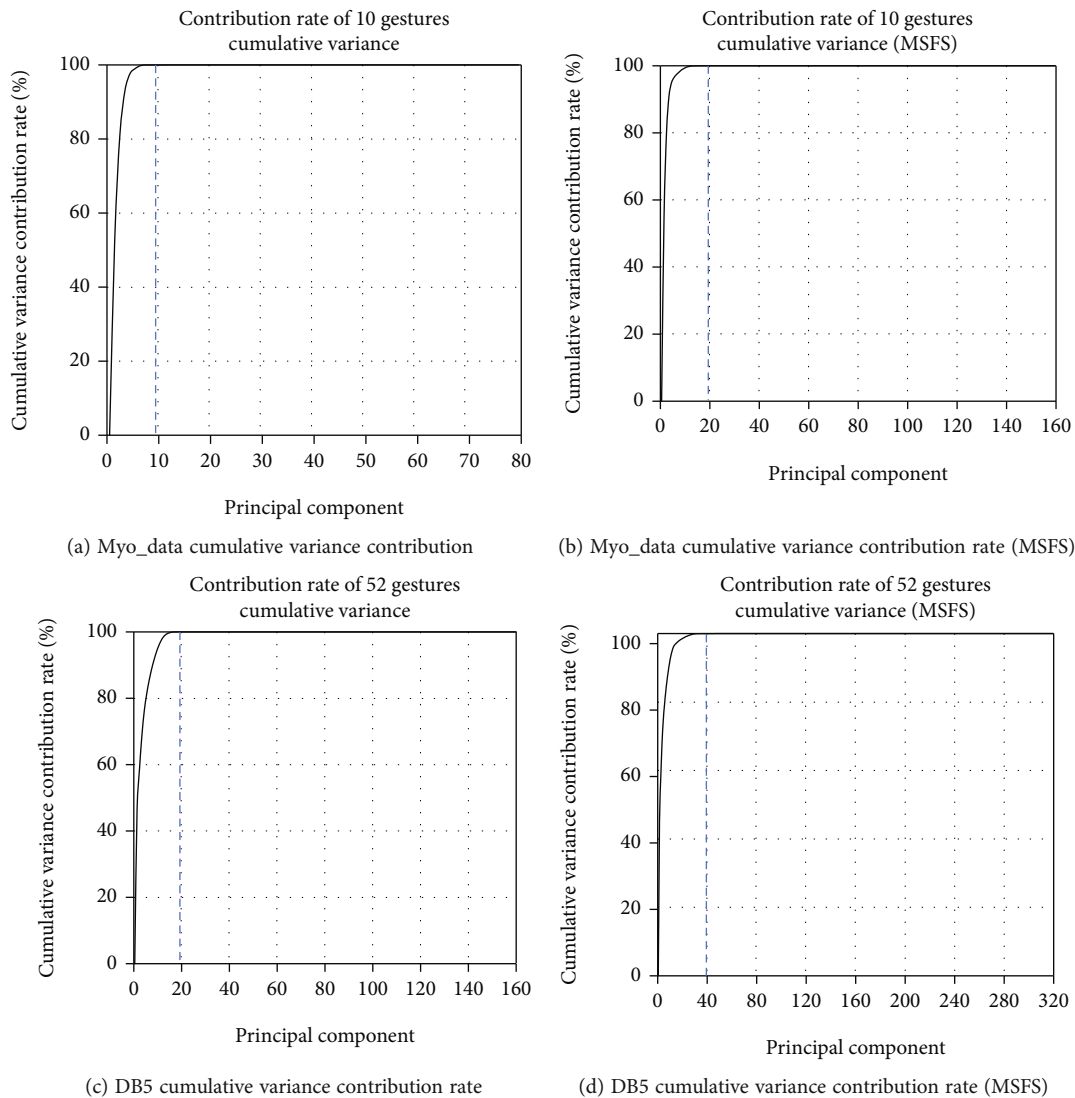 Contribution rate of 10 gestures
cumulative variance
Cumulative variance contribution rate (%)
100
80
60
40
20
0
0 10 20 30 40 50 60 70 80
Principal component
(a) Myo_data cumulative variance contribution
Contribution rate of 10 gestures
cumulative variance (MSFS)
Cumulative variance contribution rate (%)
100
80
60
40
20
0
0 20 40 60 80 100 120 140 160
Principal component
(b) Myo_data cumulative variance contribution rate (MSFS)
Contribution rate of 52 gestures
cumulative variance
Cumulative variance contribution rate (%)
100
80
60
40
20
0
0 20 40 60 80 100 120 140 160
Principal component
(c) DB5 cumulative variance contribution rate
Contribution rate of 52 gestures
cumulative variance (MSFS)
Cumulative variance contribution rate (%)
100
80
60
40
20
0
0 40 80 120 160 200 240 280 320
Principal component
(d) DB5 cumulative variance contribution rate (MSFS)